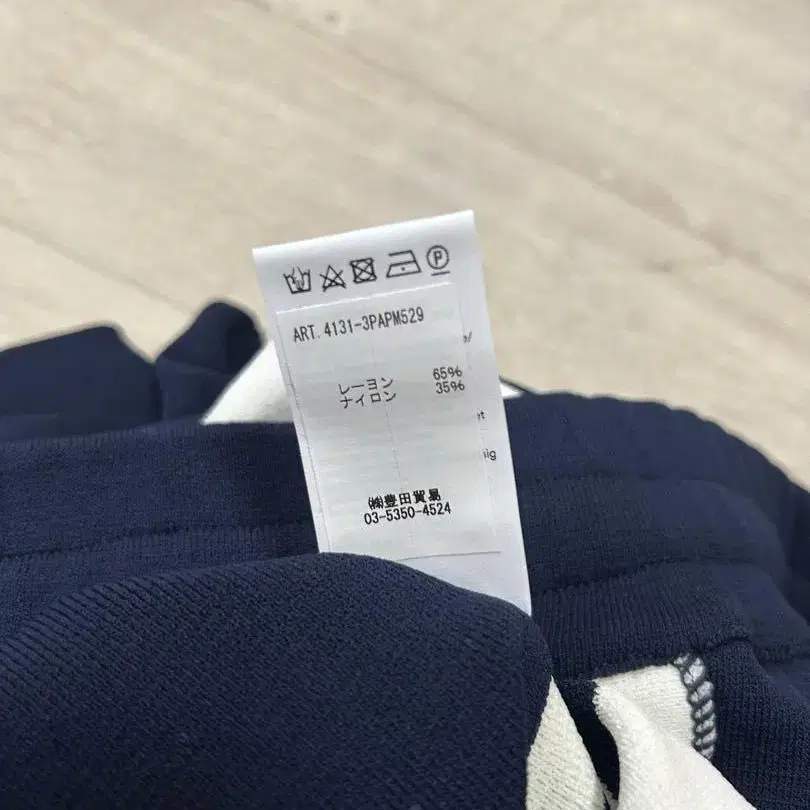 ART.4131-3PAPM529
レーヨン 65%
ナイロン 35%
et
㈱豊田貿易
03-5350-4524